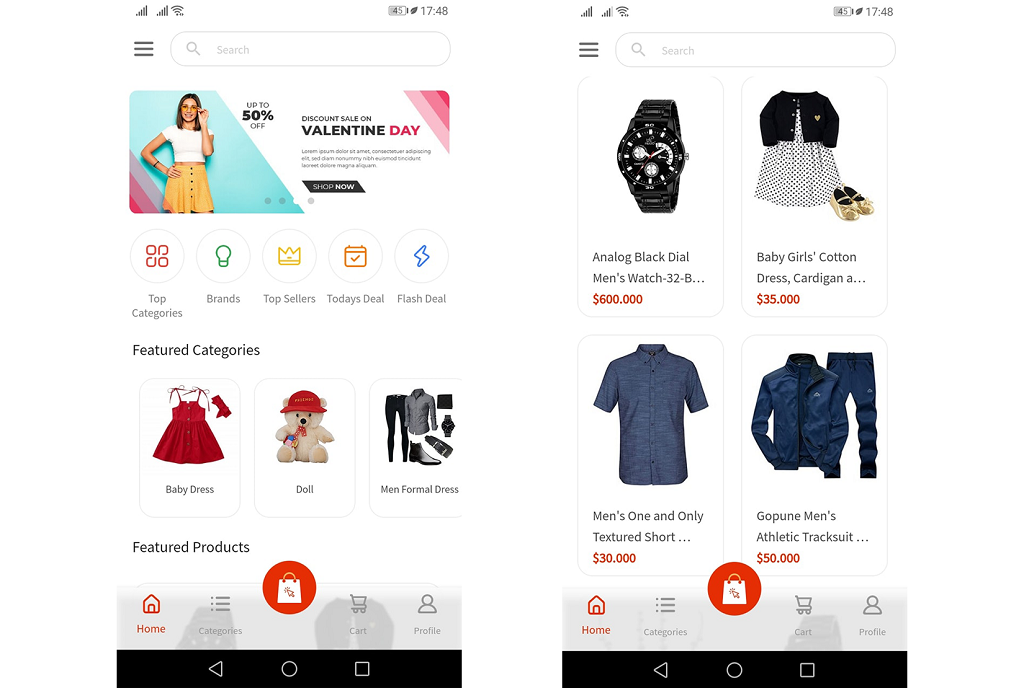 45 17:48
Search
UP TO
50%
OFF
DISCOUNT SALE ON
VALENTINE DAY
Lorem ipsum dolor sit amet, consectetuer adipiscing
elit, sed diam nonummy nibh euismod tincidunt
laoreet dolore magna aliquam.
SHOP NOW
Top
Categories
Brands
Top Sellers
Todays Deal
Flash Deal
Featured Categories
Baby Dress
Doll
Men Formal Dress
Featured Products
Home
Categories
Cart
Profile
45 17:48
Search
Analog Black Dial
Men's Watch-32-B...
$600.000
Baby Girls' Cotton
Dress, Cardigan a...
$35.000
Men's One and Only
Textured Short ...
$30.000
Gopune Men's
Athletic Tracksuit ...
$50.000
Home
Categories
Cart
Profile